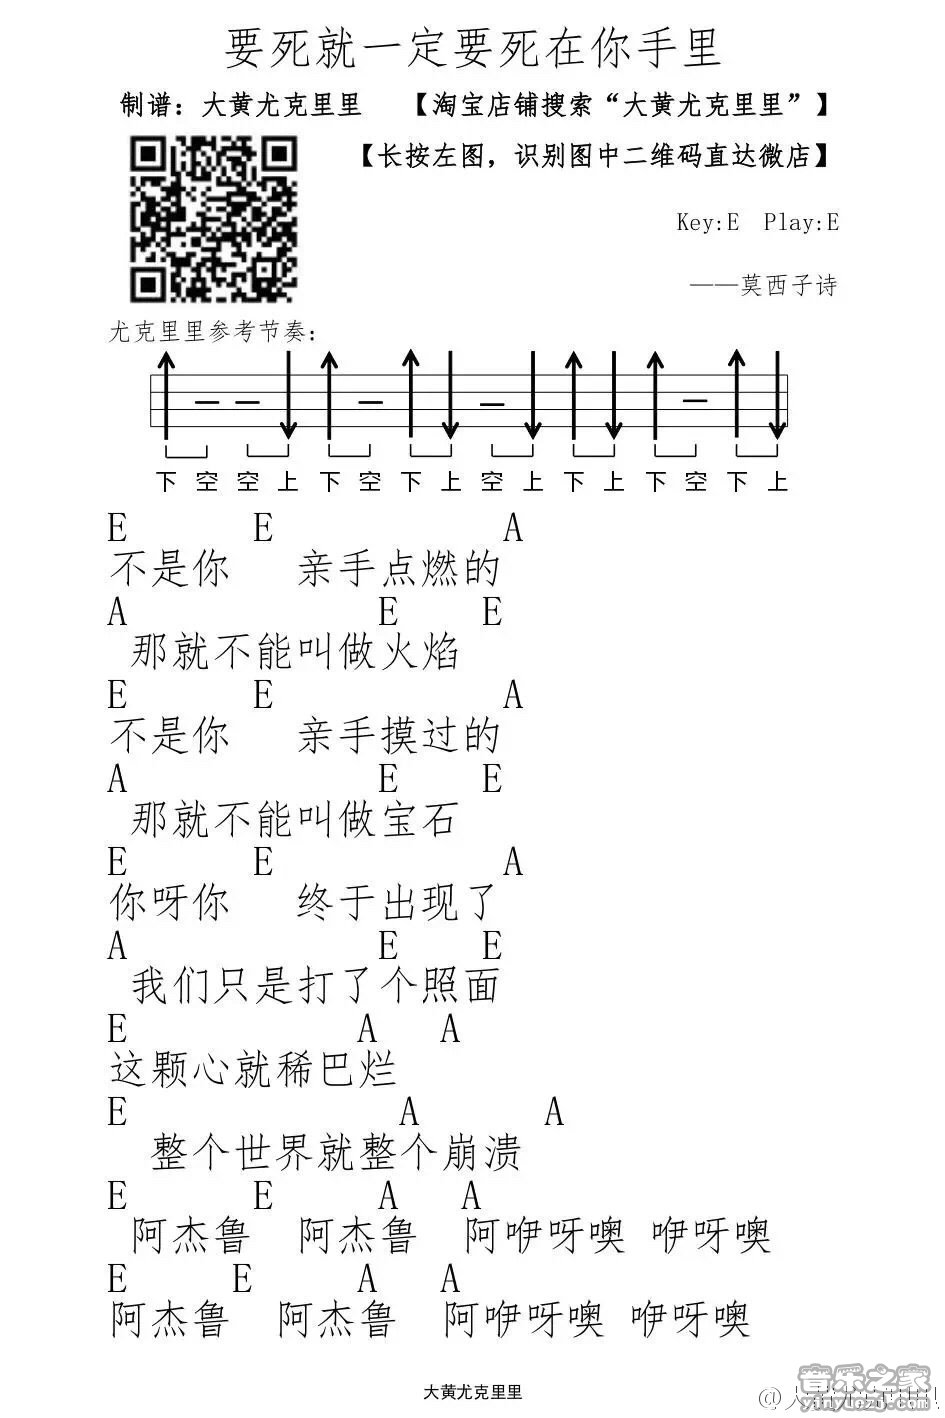 要死就一定要死在你手里
制谱：大黄尤克里里 【淘宝店铺搜索“大黄尤克里里”】
【长按左图，识别图中二维码直达微店】
Key:E Play:E
——莫西子诗
尤克里里参考节奏：
下 空 空 上 下 空 下 上 空 上 下 上 下 空 下 上
E E A
不是你 亲手点燃的
A E E
那就不能叫做火焰
E E A
不是你 亲手摸过的
A E E
那就不能叫做宝石
E E A
你呀你 终于出现了
A E E
我们只是打了个照面
E A A
这颗心就稀巴烂
E A A
整个世界就整个崩溃
E E A A
阿杰鲁 阿杰鲁 阿咿呀噢 咿呀噢
E E A A
阿杰鲁 阿杰鲁 阿咿呀噢 咿呀噢
大黄尤克里里
音乐之家